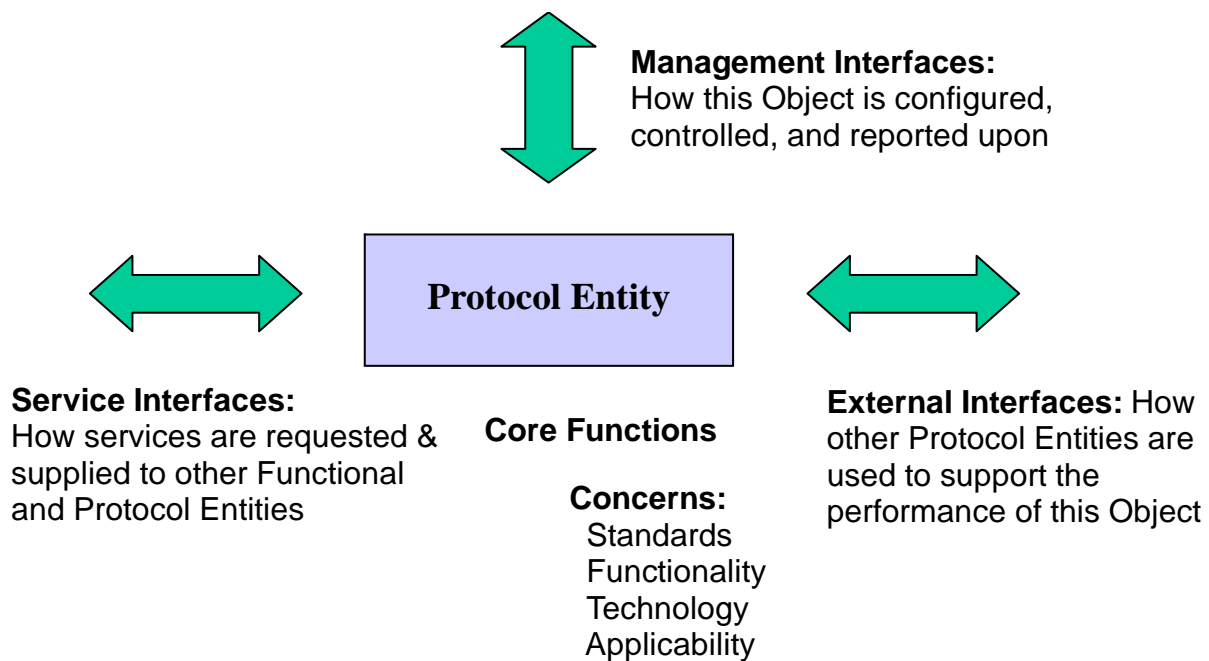 Management Interfaces:
How this Object is configured,
controlled, and reported upon
Protocol Entity
Service Interfaces:
How services are requested &
supplied to other Functional
and Protocol Entities
Core Functions
Concerns:
Standards
Functionality
Technology
Applicability
External Interfaces: How
other Protocol Entities are
used to support the
performance of this Object